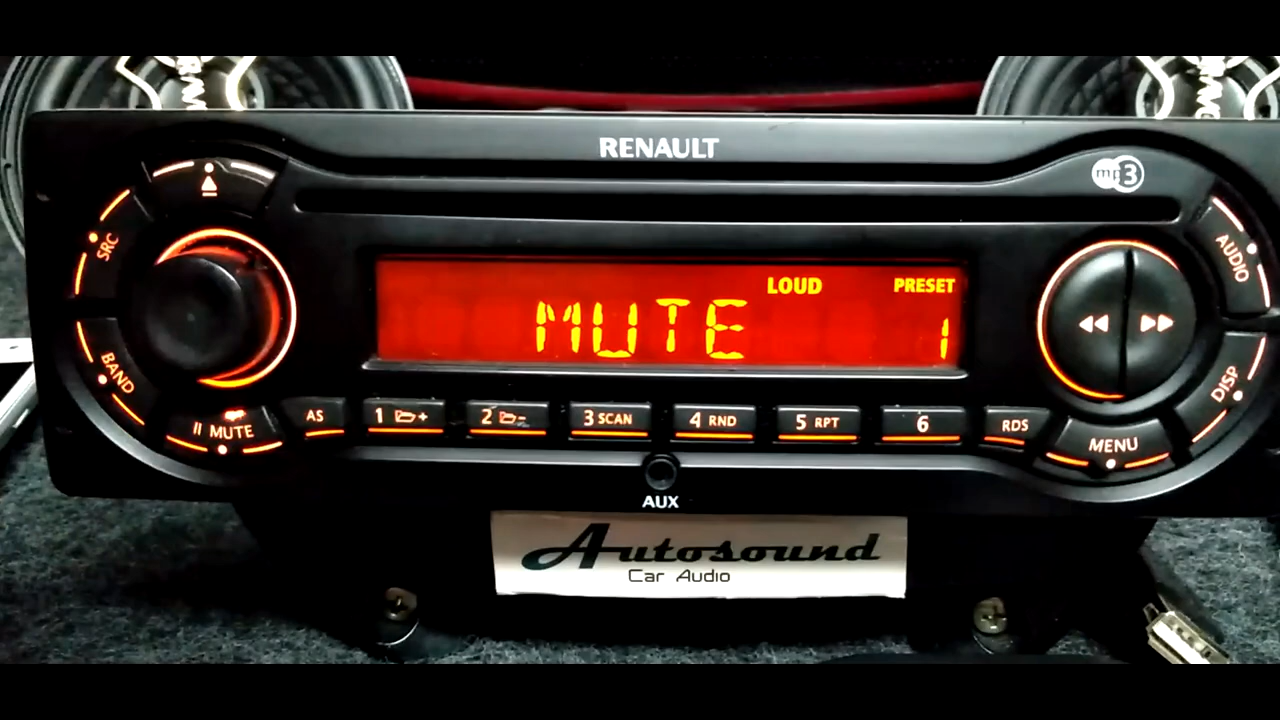 RENAULT
mp3
SRC
AUDIO
LOUD PRESET
MUTE 1
BAND
DISP
II MUTE
AS
1 +
2 -
3 SCAN
4 RND
5 RPT
6
RDS
MENU
AUX
Autosound
Car Audio